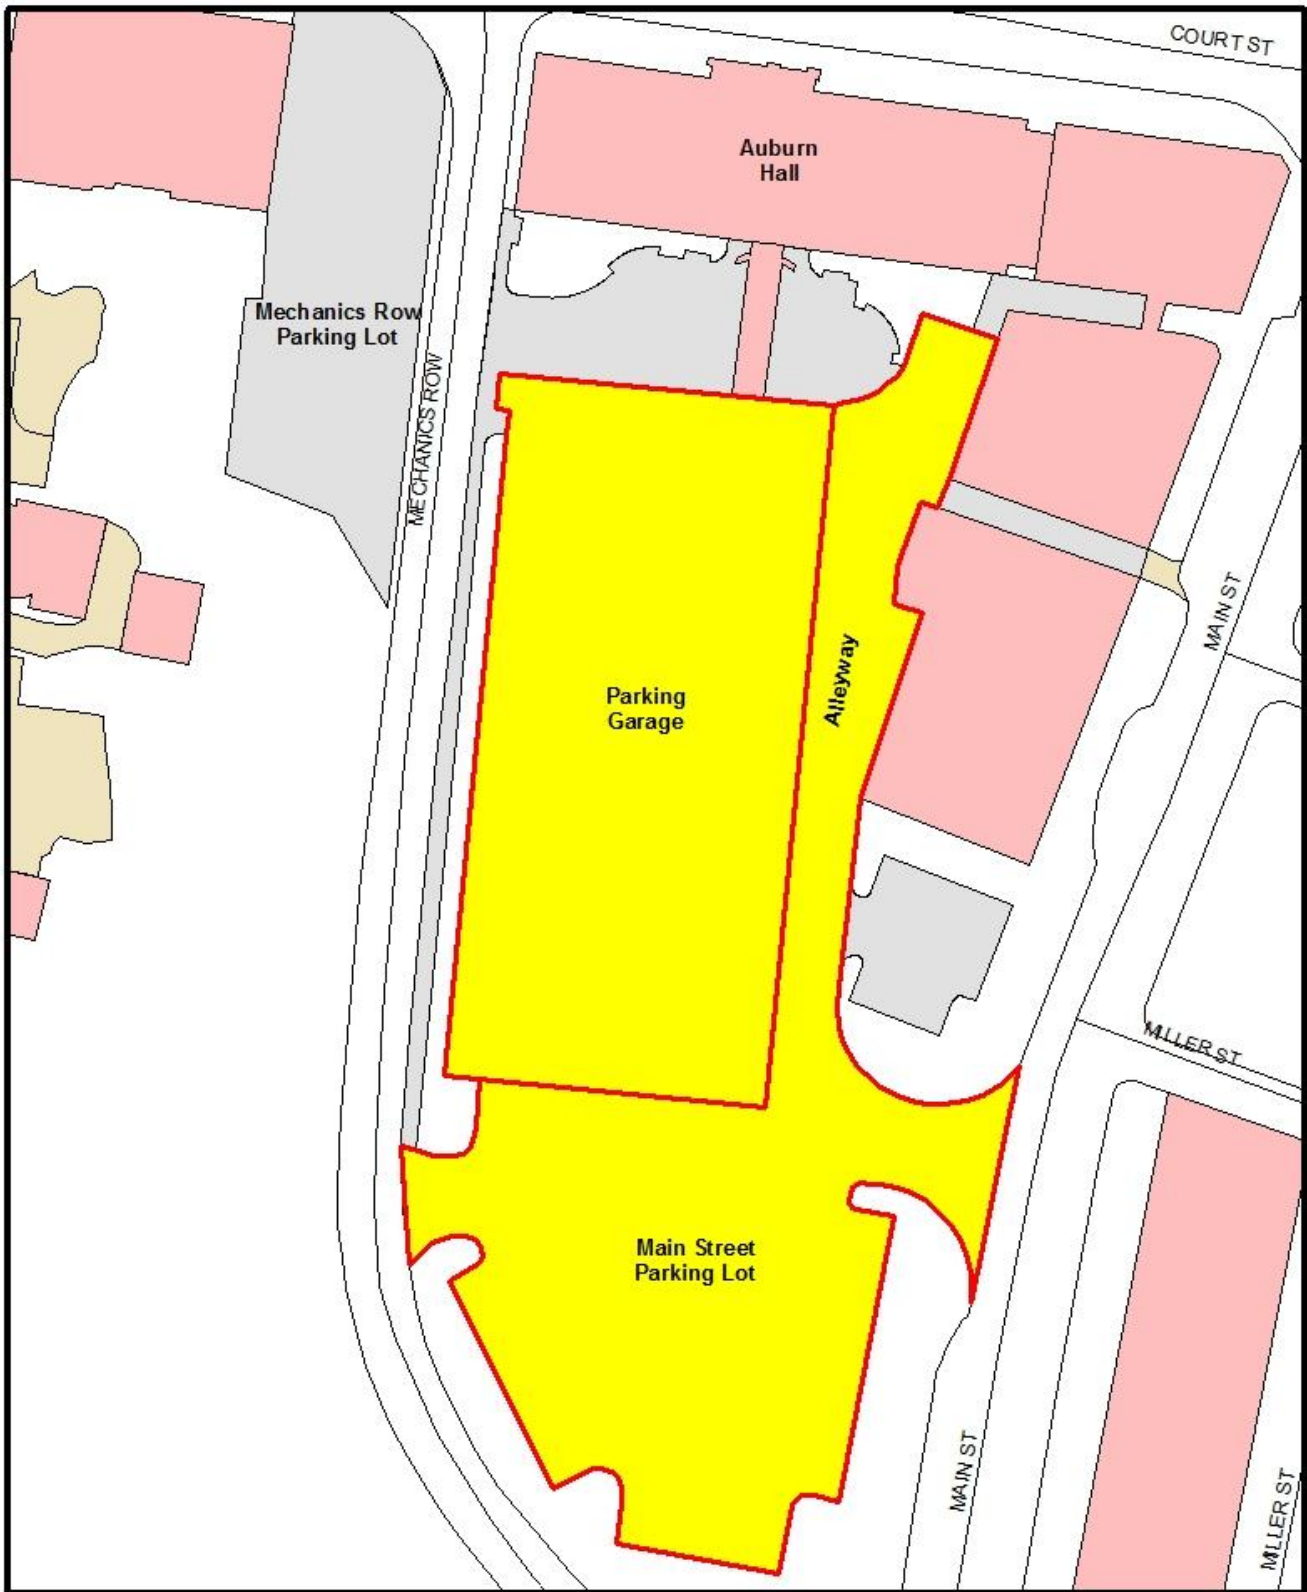 COURT ST
Auburn
Hall
Mechanics Row
Parking Lot
MECHANICS ROW
MAIN ST
Parking
Garage
Alleyway
MILLER ST
Main Street
Parking Lot
MAIN ST
MILLER ST